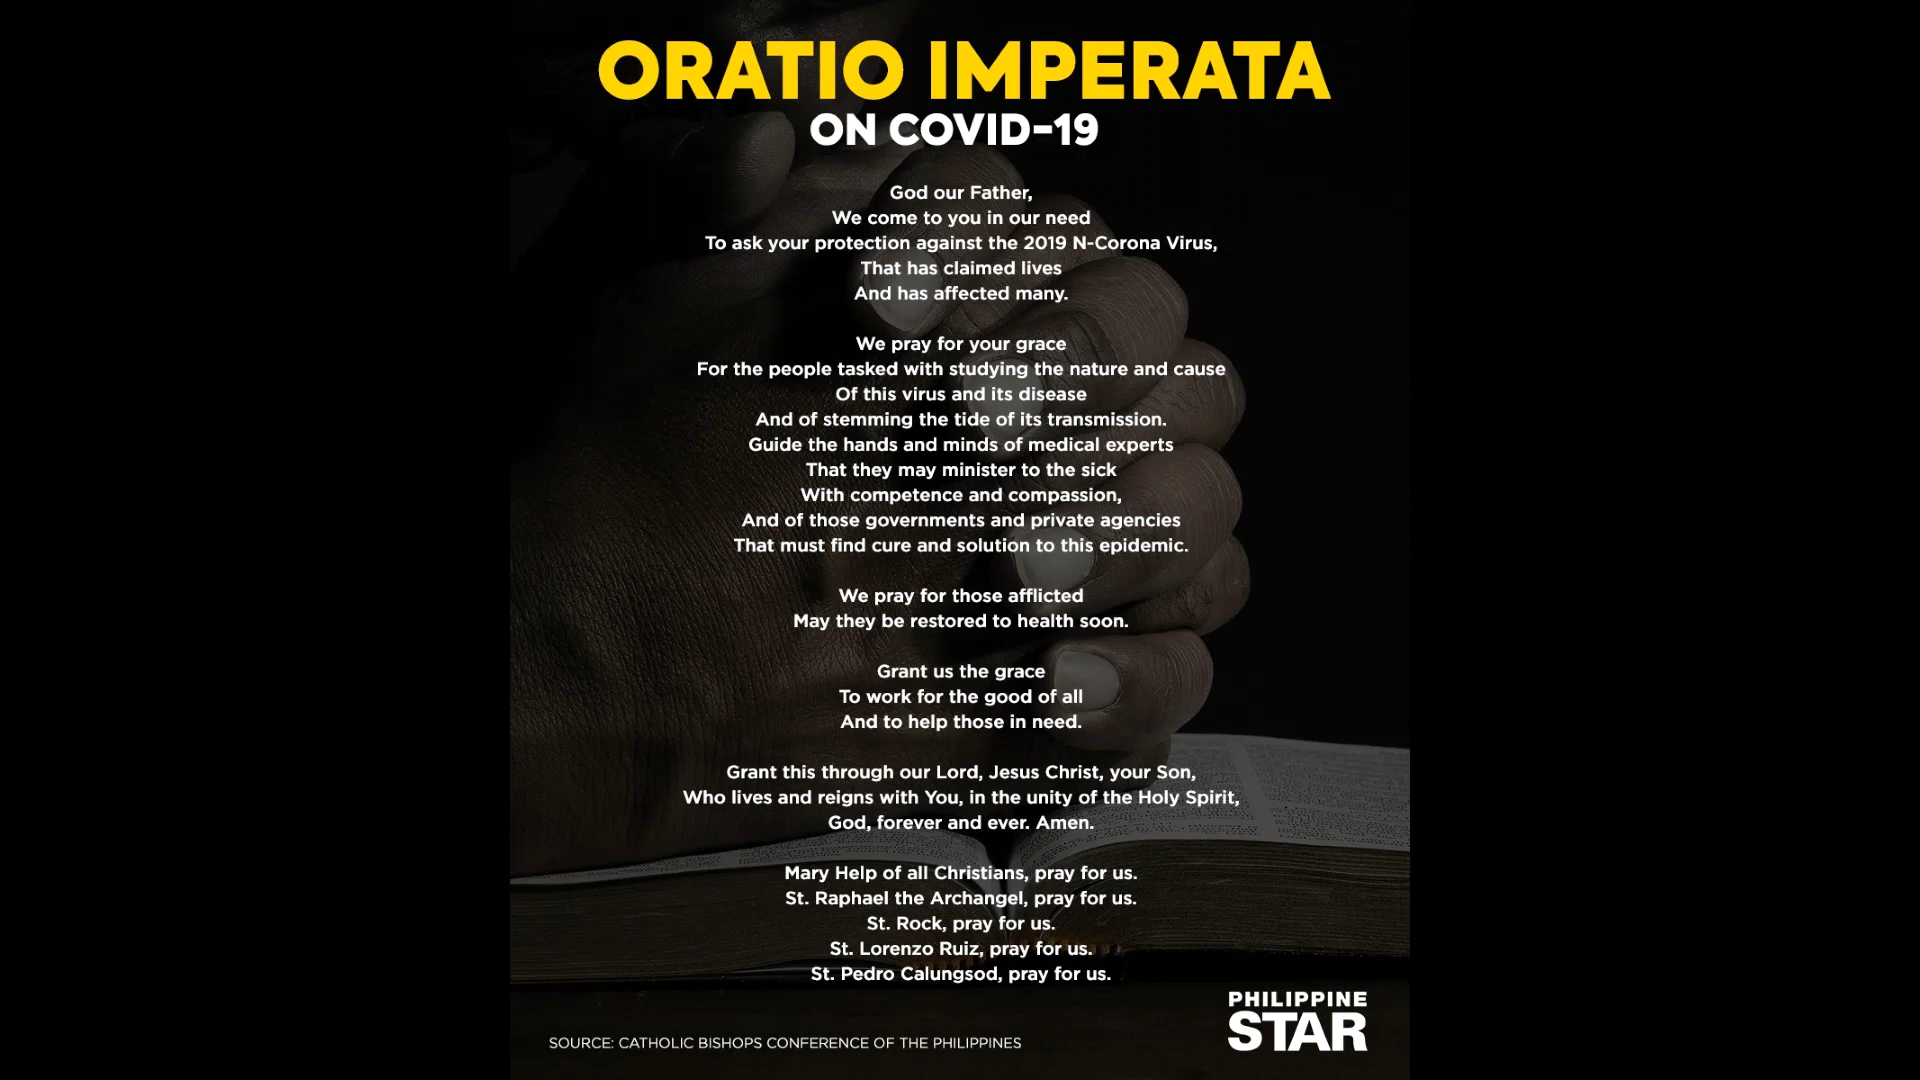 ORATIO IMPERATA
ON COVID-19
God our Father,
We come to you in our need
To ask your protection against the 2019 N-Corona Virus,
That has claimed lives
And has affected many.
We pray for your grace
For the people tasked with studying the nature and cause
Of this virus and its disease
And of stemming the tide of its transmission.
Guide the hands and minds of medical experts
That they may minister to the sick
With competence and compassion,
And of those governments and private agencies
That must find cure and solution to this epidemic.
We pray for those afflicted
May they be restored to health soon.
Grant us the grace
To work for the good of all
And to help those in need.
Grant this through our Lord, Jesus Christ, your Son,
Who lives and reigns with You, in the unity of the Holy Spirit,
God, forever and ever. Amen.
Mary Help of all Christians, pray for us.
St. Raphael the Archangel, pray for us.
St. Rock, pray for us.
St. Lorenzo Ruiz, pray for us.
St. Pedro Calungsod, pray for us.
PHILIPPINE
STAR
SOURCE: CATHOLIC BISHOPS CONFERENCE OF THE PHILIPPINES